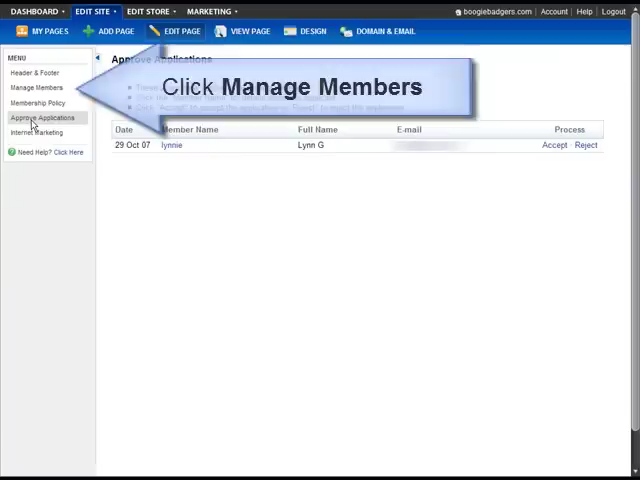 DASHBOARD EDIT SITE EDIT STORE MARKETING boogiebadgers.com Account Help Logout
MY PAGES ADD PAGE EDIT PAGE VIEW PAGE DESIGN DOMAIN & EMAIL
MENU
Header & Footer
Manage Members
Membership Policy
Approve Applications
Internet Marketing
Need Help? Click Here
Approve Applications
Click Manage Members
Date Member Name Full Name E-mail Process
29 Oct 07 lynnie Lynn G Accept · Reject